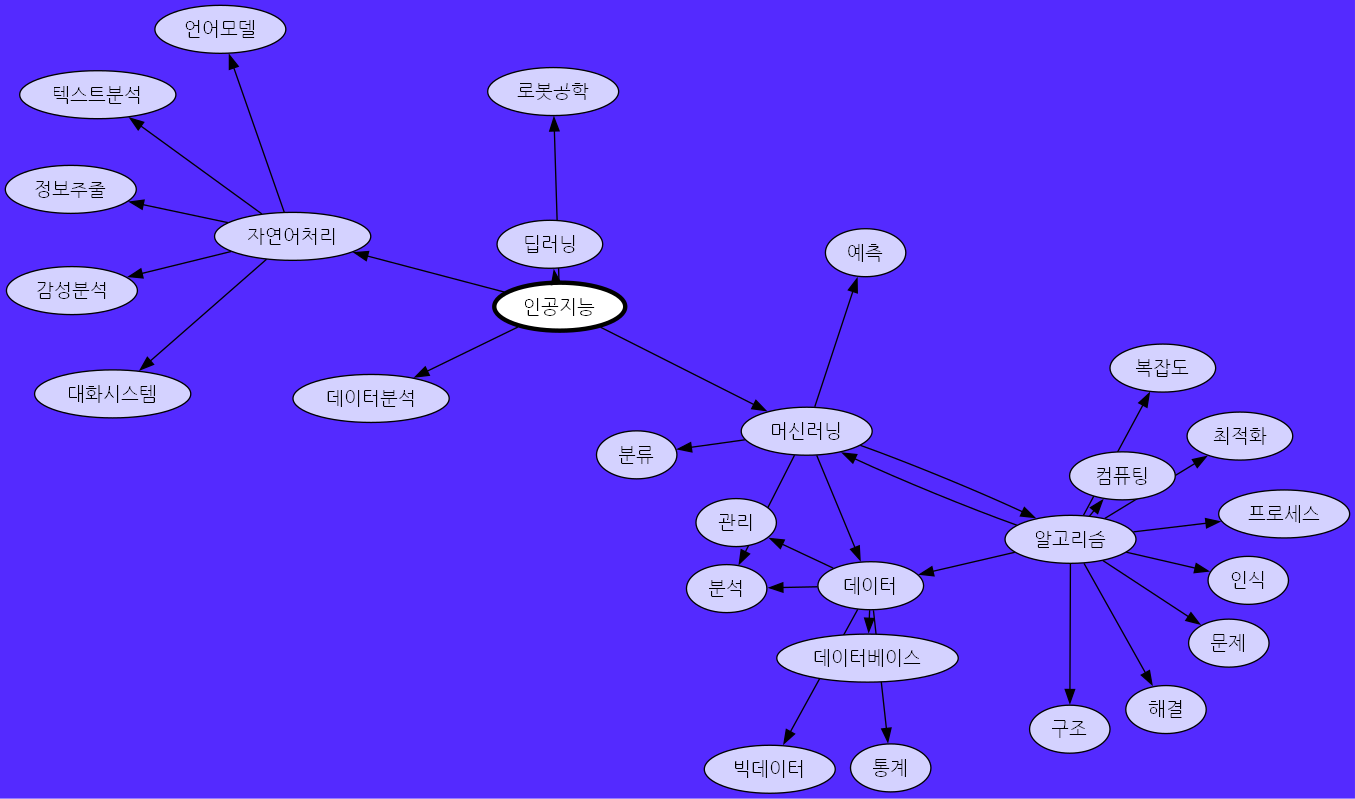 언어모델
텍스트분석
로봇공학
정보추출
자연어처리
딥러닝
예측
감성분석
인공지능
복잡도
대화시스템
데이터분석
머신러닝
최적화
분류
컴퓨팅
관리
프로세스
알고리즘
분석
데이터
인식
문제
데이터베이스
해결
구조
빅데이터
통계